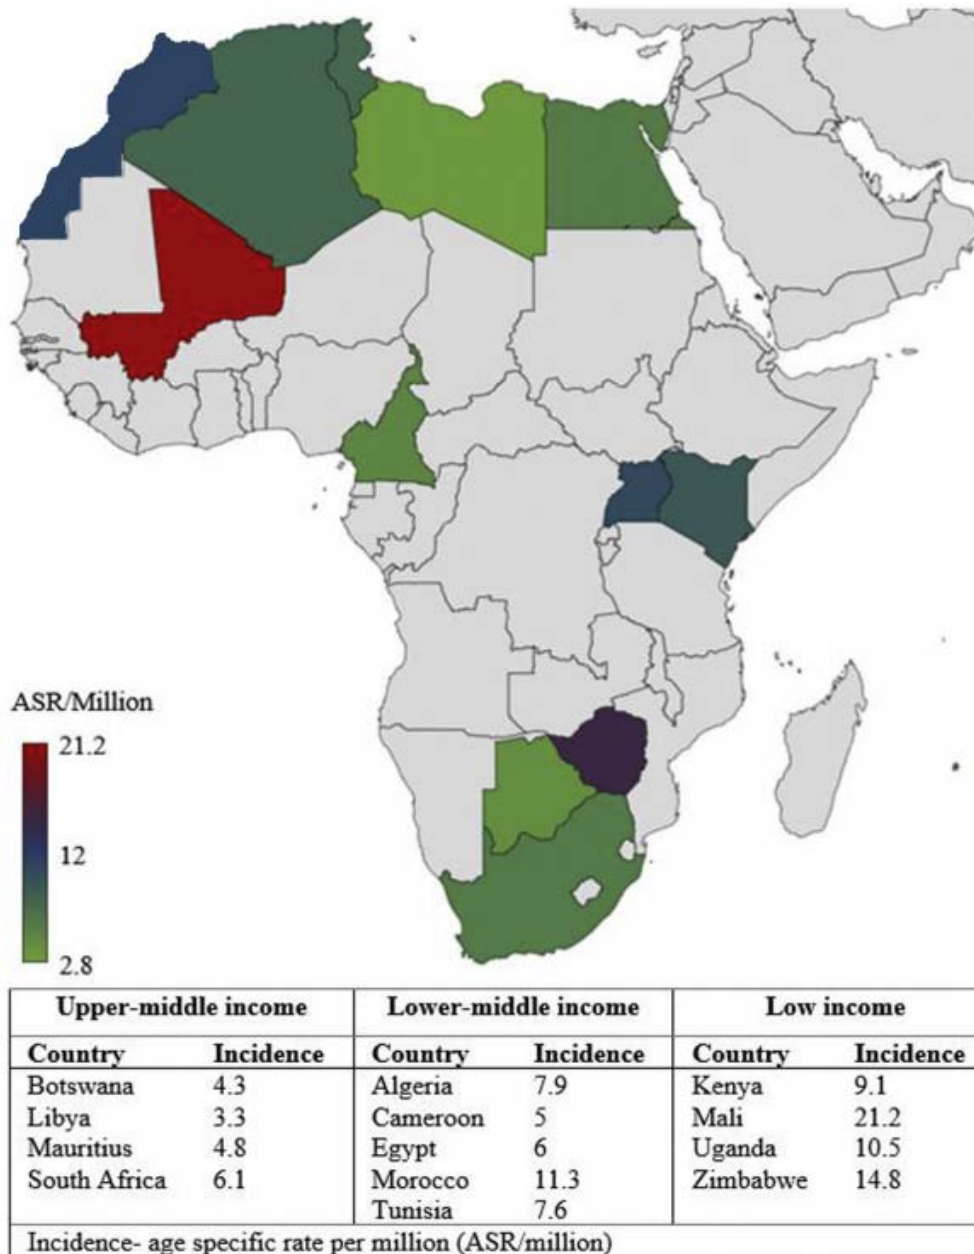 ASR/Million
21.2
12
2.8
Upper-middle income Lower-middle income Low income
Country Incidence Country Incidence Country Incidence
Botswana 4.3 Algeria 7.9 Kenya 9.1
Libya 3.3 Cameroon 5 Mali 21.2
Mauritius 4.8 Egypt 6 Uganda 10.5
South Africa 6.1 Morocco 11.3 Zimbabwe 14.8
Tunisia 7.6
Incidence- age specific rate per million (ASR/million)